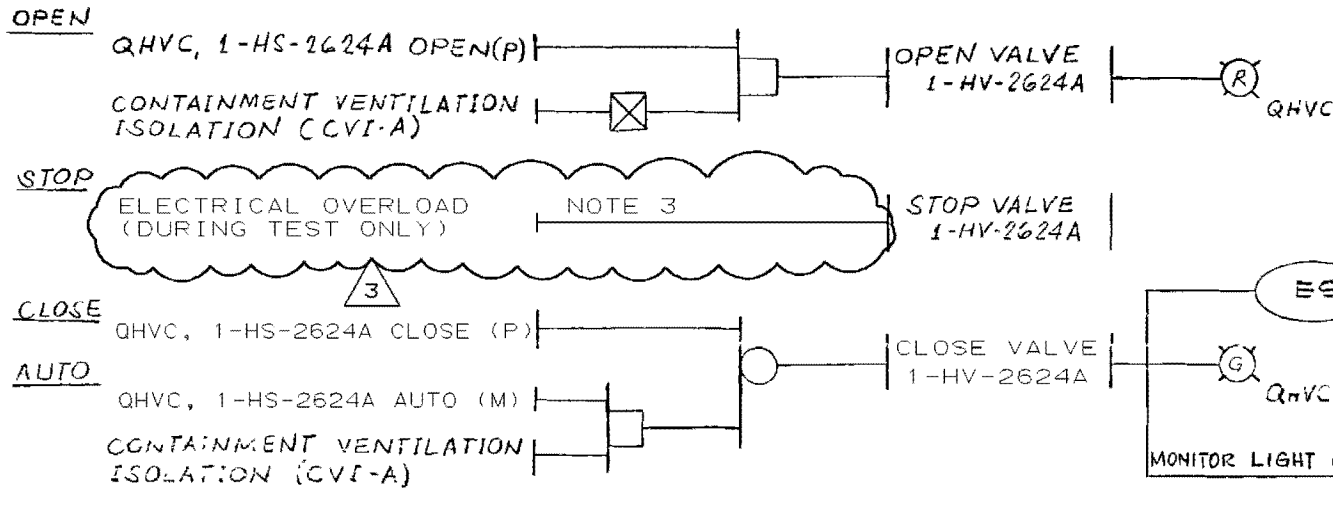 OPEN
QHVC, 1-HS-2624A OPEN(P)
CONTAINMENT VENTILATION
ISOLATION (CVI-A)
OPEN VALVE
1-HV-2624A
R
QHVC
STOP
ELECTRICAL OVERLOAD
(DURING TEST ONLY)
NOTE 3
STOP VALVE
1-HV-2624A
3
CLOSE
QHVC, 1-HS-2624A CLOSE (P)
AUTO
QHVC, 1-HS-2624A AUTO (M)
CONTAINMENT VENTILATION
ISOLATION (CVI-A)
CLOSE VALVE
1-HV-2624A
G
QHVC
MONITOR LIGHT